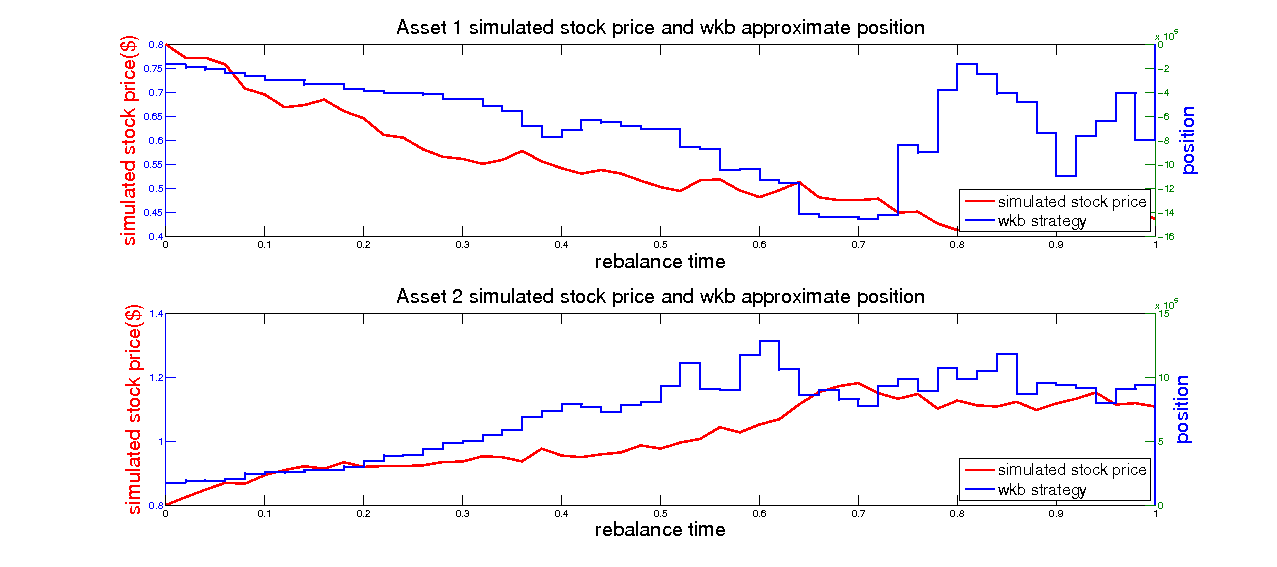 Asset 1 simulated stock price and wkb approximate position
simulated stock price($)
0.8
0.75
0.7
0.65
0.6
0.55
0.5
0.45
0.4
x 10^5
0
-2
-4
-6
-8
-10
-12
-14
-16
position
simulated stock price
wkb strategy
0 0.1 0.2 0.3 0.4 0.5 0.6 0.7 0.8 0.9 1
rebalance time
Asset 2 simulated stock price and wkb approximate position
simulated stock price($)
1.4
1.2
1
0.8
x 10^5
15
10
5
0
position
simulated stock price
wkb strategy
0 0.1 0.2 0.3 0.4 0.5 0.6 0.7 0.8 0.9 1
rebalance time